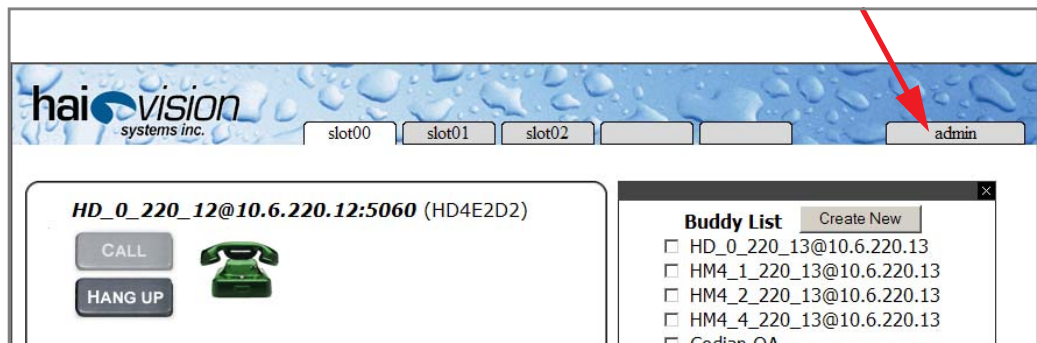 haivision
systems inc.
slot00 slot01 slot02 admin
HD_0_220_12@10.6.220.12:5060 (HD4E2D2)
CALL
HANG UP
Buddy List Create New
HD_0_220_13@10.6.220.13
HM4_1_220_13@10.6.220.13
HM4_2_220_13@10.6.220.13
HM4_4_220_13@10.6.220.13
Codian QA